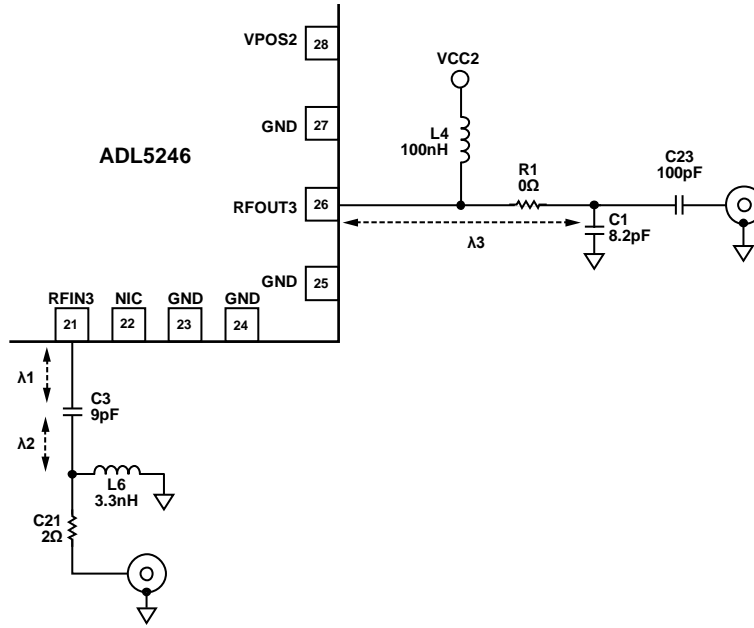 VPOS2
28
VCC2
GND
27
L4
100nH
ADL5246
C23
100pF
R1
0Ω
RFOUT3
26
C1
8.2pF
λ3
GND
25
RFIN3
NIC
GND
GND
21
22
23
24
λ1
C3
9pF
λ2
L6
3.3nH
C21
2Ω